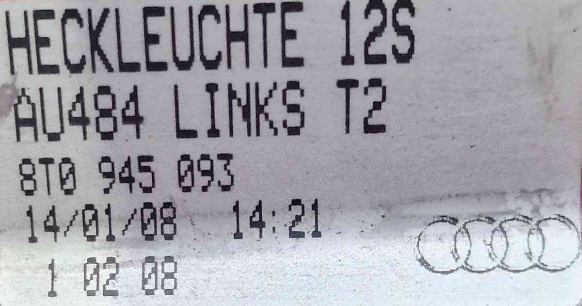 HECKLEUCHTE 12S
AU484 LINKS T2
8T0 945 093
14/01/08 14:21
1 02 08